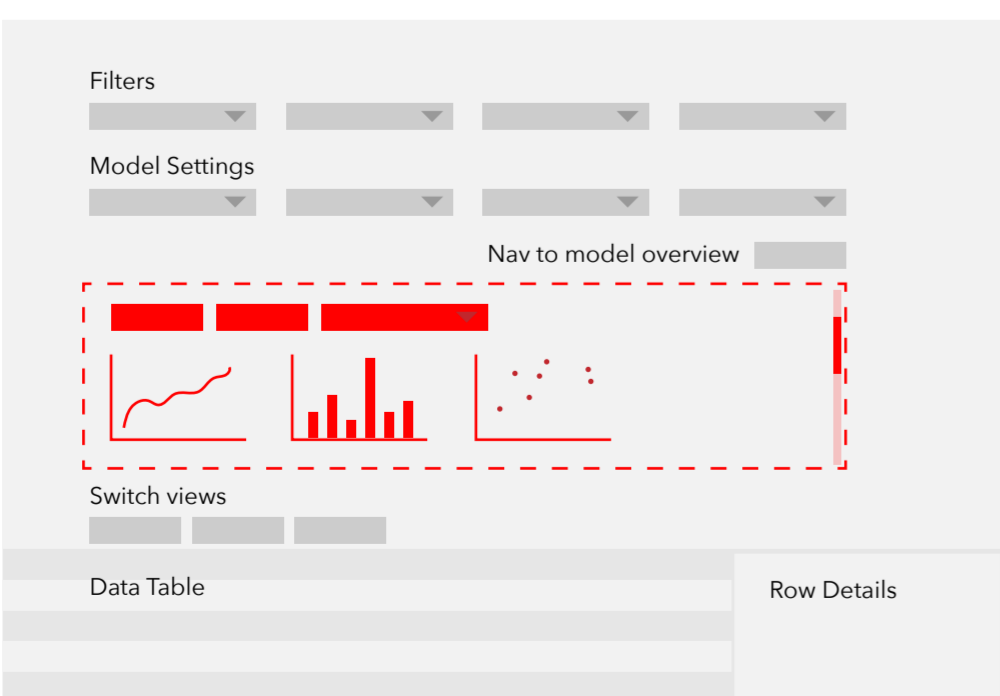 Filters
Model Settings
Nav to model overview
Switch views
Data Table
Row Details